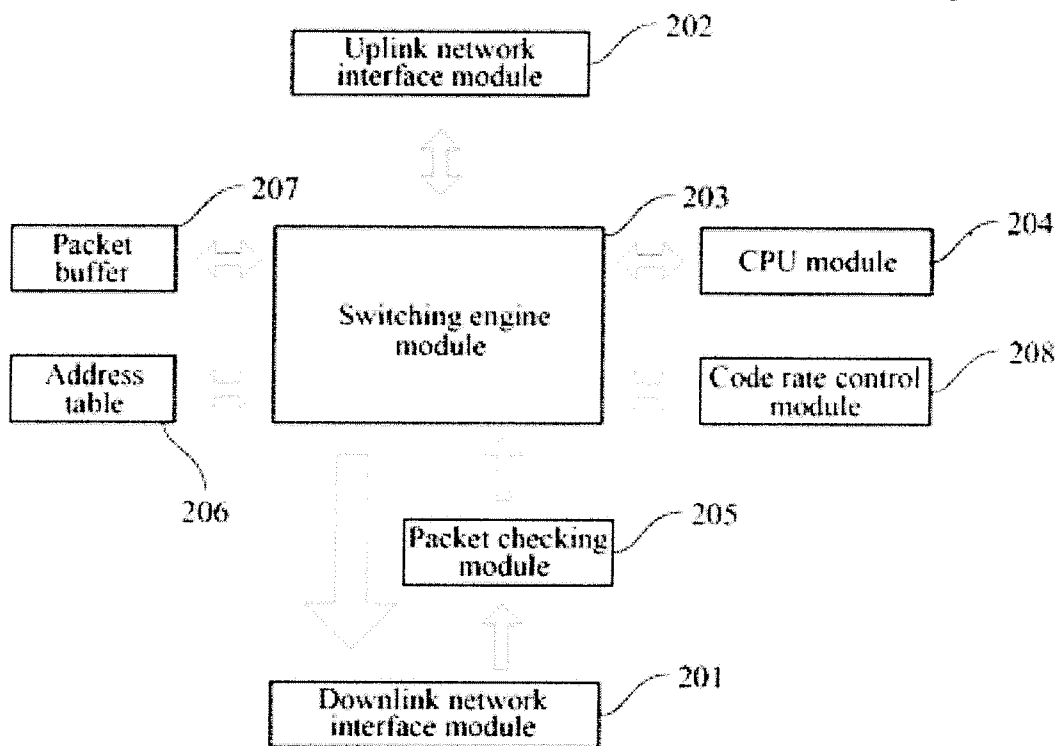 202
Uplink network
interface module
207
203
204
Packet
buffer
CPU module
Switching engine
module
208
Address
table
Code rate control
module
206
205
Packet checking
module
201
Downlink network
interface module